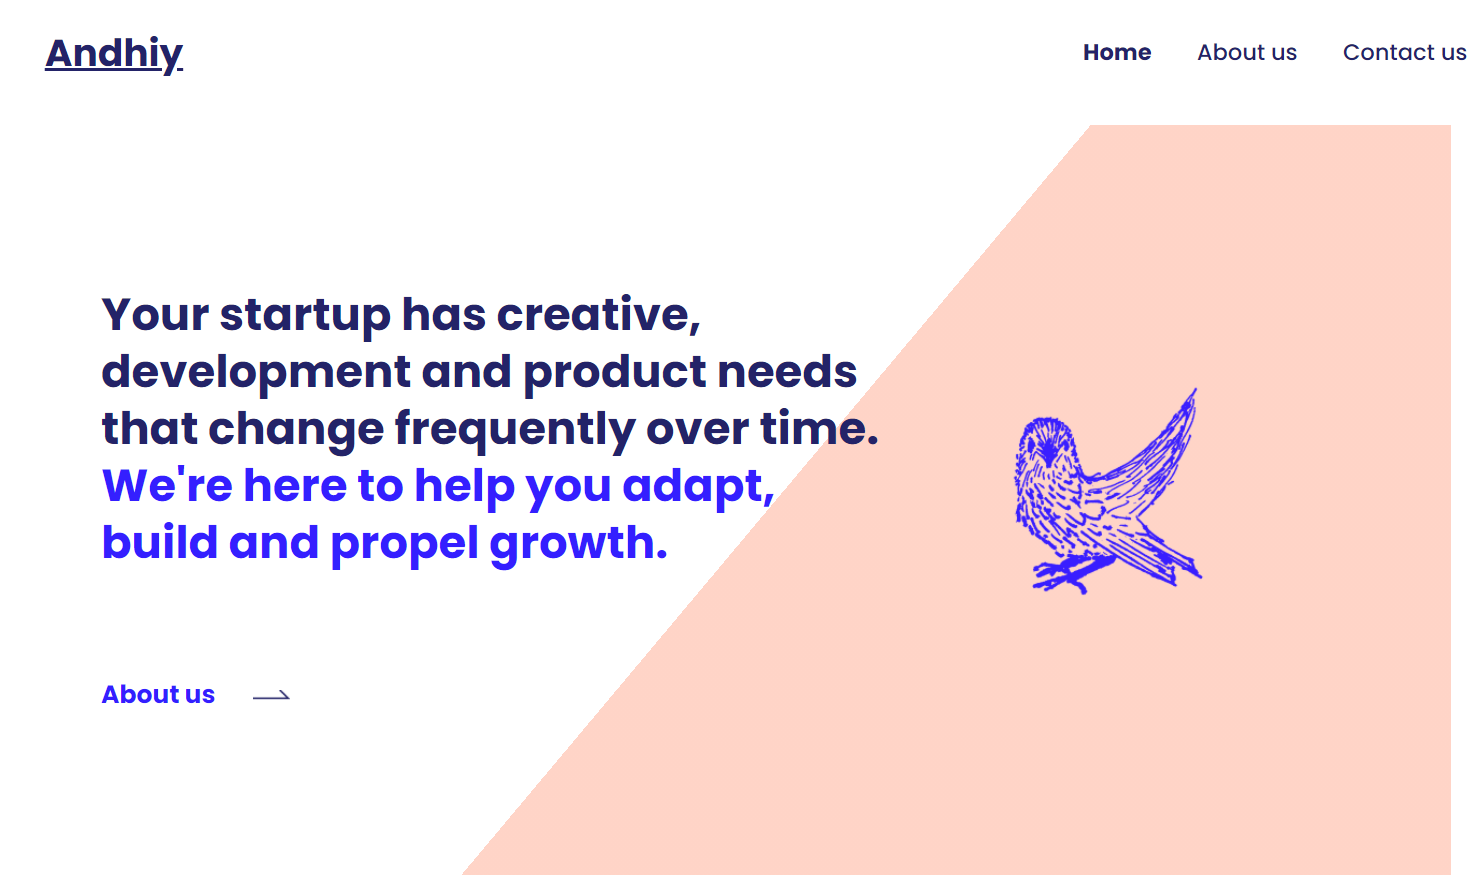 Andhiy
Home About us Contact us
Your startup has creative,
development and product needs
that change frequently over time.
We're here to help you adapt,
build and propel growth.
About us